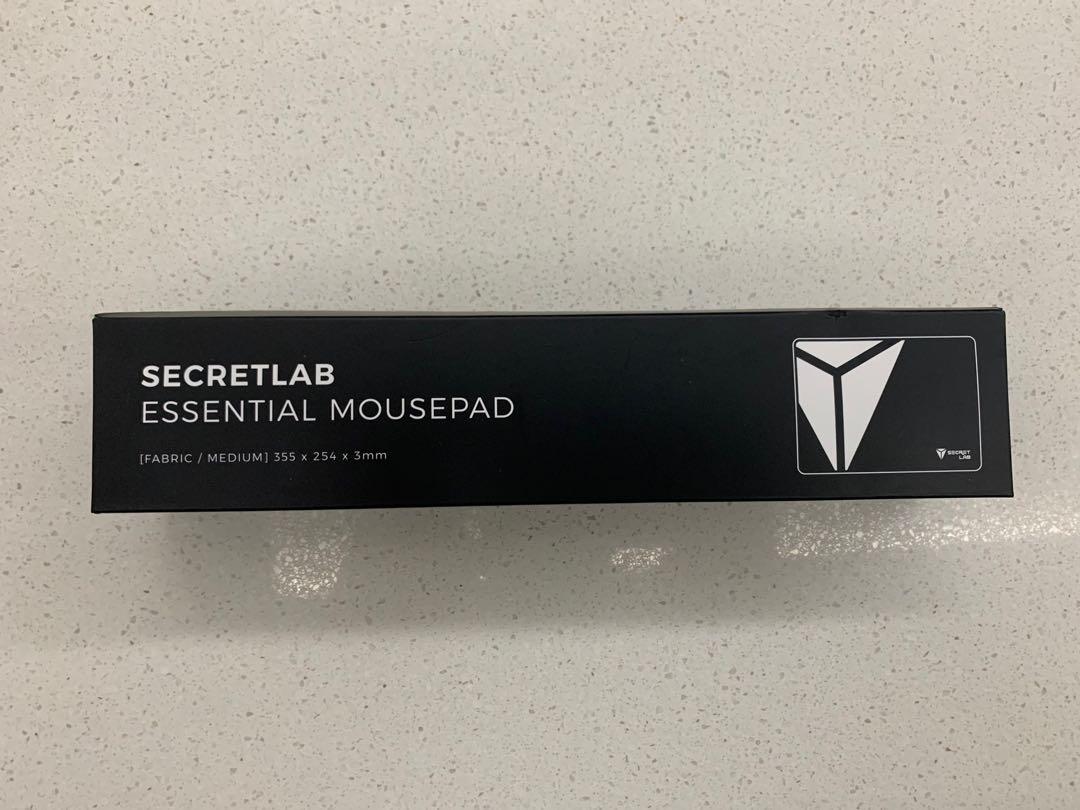 SECRETLAB
ESSENTIAL MOUSEPAD
[FABRIC / MEDIUM] 355 x 254 x 3mm
SECRET
LAB